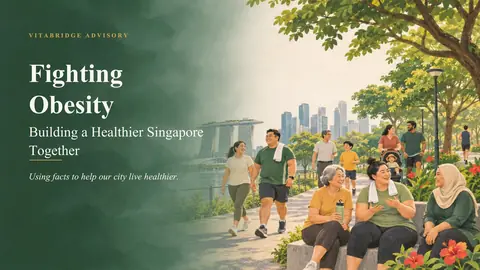 VITABRIDGE ADVISORY
Fighting
Obesity
Building a Healthier Singapore
Together
Using facts to help our city live healthier.